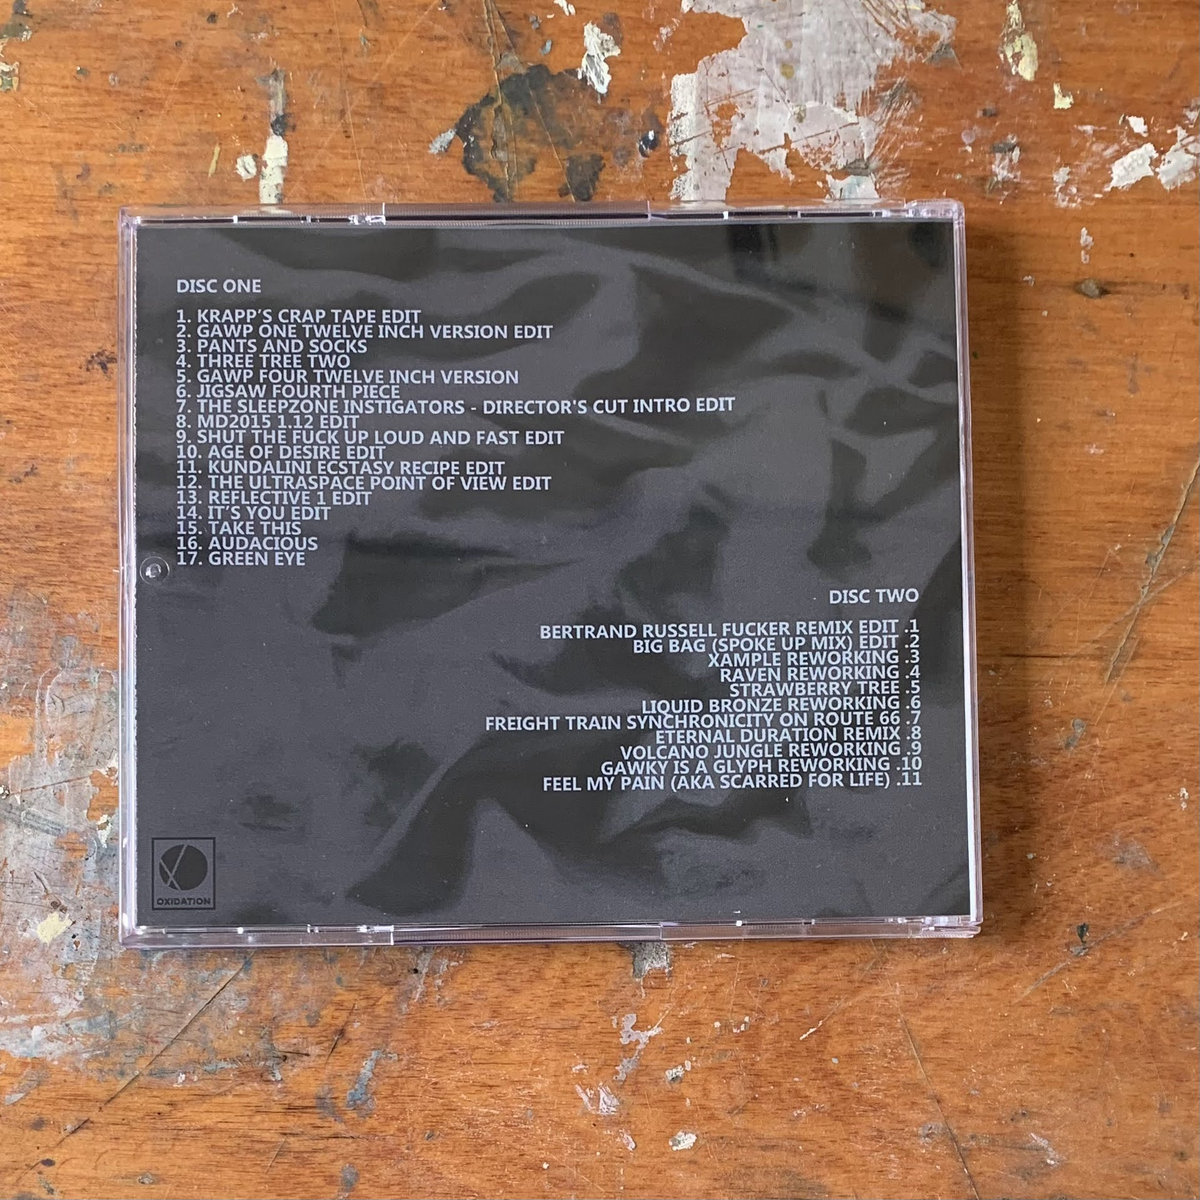 DISC ONE
1. KRAPP'S CRAP TAPE EDIT
2. GAWP ONE TWELVE INCH VERSION EDIT
3. PANTS AND SOCKS
4. THREE TREE TWO
5. GAWP FOUR TWELVE INCH VERSION
6. JIGSAW FOURTH PIECE
7. THE SLEEPZONE INSTIGATORS - DIRECTOR'S CUT INTRO EDIT
8. MD2015 1.12 EDIT
9. SHUT THE FUCK UP LOUD AND FAST EDIT
10. AGE OF DESIRE EDIT
11. KUNDALINI ECSTASY RECIPE EDIT
12. THE ULTRASPACE POINT OF VIEW EDIT
13. REFLECTIVE 1 EDIT
14. IT'S YOU EDIT
15. TAKE THIS
16. AUDACIOUS
17. GREEN EYE
DISC TWO
BERTRAND RUSSELL FUCKER REMIX EDIT .1
BIG BAG (SPOKE UP MIX) EDIT .2
XAMPLE REWORKING .3
RAVEN REWORKING .4
STRAWBERRY TREE .5
LIQUID BRONZE REWORKING .6
FREIGHT TRAIN SYNCHRONICITY ON ROUTE 66 .7
ETERNAL DURATION REMIX .8
VOLCANO JUNGLE REWORKING .9
GAWKY IS A GLYPH REWORKING .10
FEEL MY PAIN (AKA SCARRED FOR LIFE) .11
OXIDATION